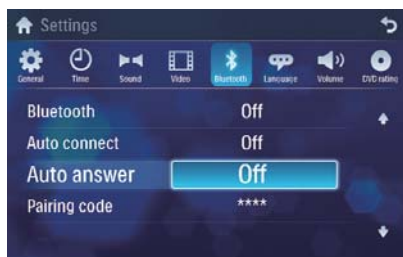 Settings
General Time Sound Video Bluetooth Language Volume DVD rating
Bluetooth Off
Auto connect Off
Auto answer Off
Pairing code ****